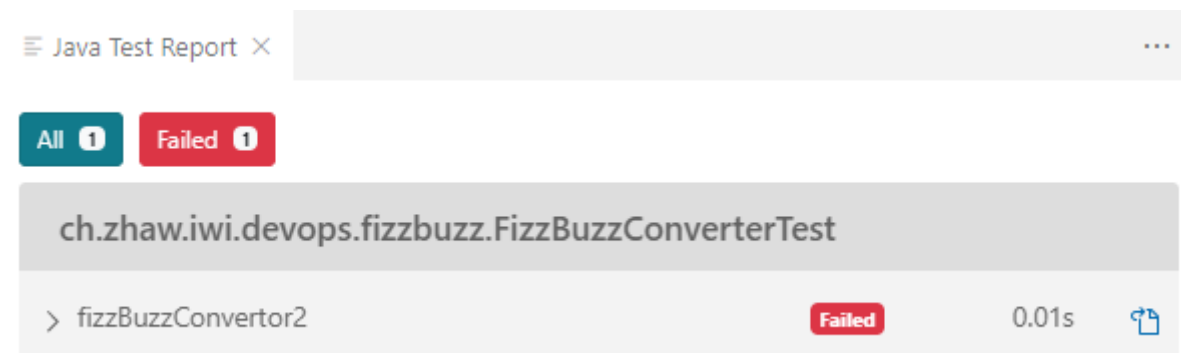 Java Test Report
All 1 Failed 1
ch.zhaw.iwi.devops.fizzbuzz.FizzBuzzConverterTest
fizzBuzzConvertor2 Failed 0.01s